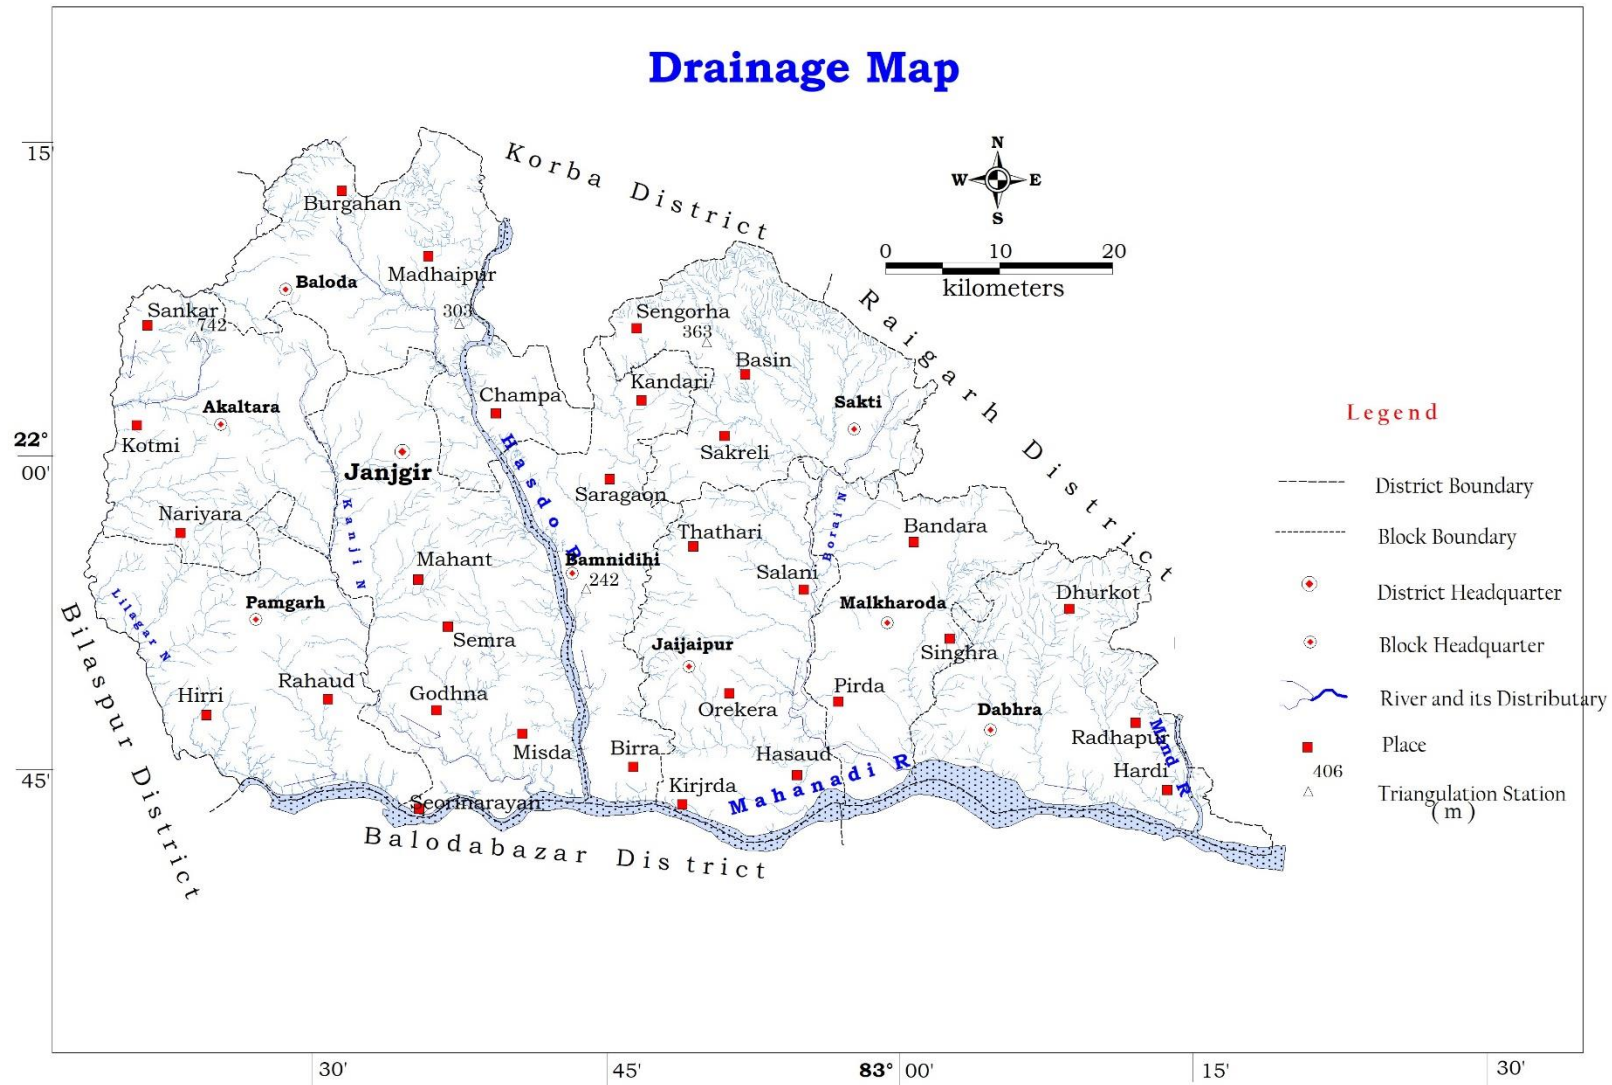 Drainage Map
15'
Korba District
N
W E
S
Burgahan
Madhaipur
0 10 20
kilometers
Baloda
Sankar
742
303
Sengorha
363
Raigarh District
Basin
Kandari
Champa
Akaltara
Sakti
Legend
Kotmi
22°
00'
Janjgir
Sakreli
Hasdo R
Saragaon
District Boundary
Kanji N
Borai N
Nariyara
Thathari
Bandara
Block Boundary
Mahant
Bamnidihi
242
Salani
Lilagar N
Pamgarh
Malkharoda
Dhurkot
District Headquarter
Bilaspur District
Semra
Jaijaipur
Singhra
Block Headquarter
Hirri
Rahaud
Godhna
Orekera
Pirda
Dabhra
River and its Distributary
Misda
Birra
Hasaud
Radhapur
Mand R
Place
45'
Kirjrda
Mahanadi R
Hardi
406
Seorinarayan
Triangulation Station
(m)
Balodabazar District
30' 45' 83° 00' 15' 30'